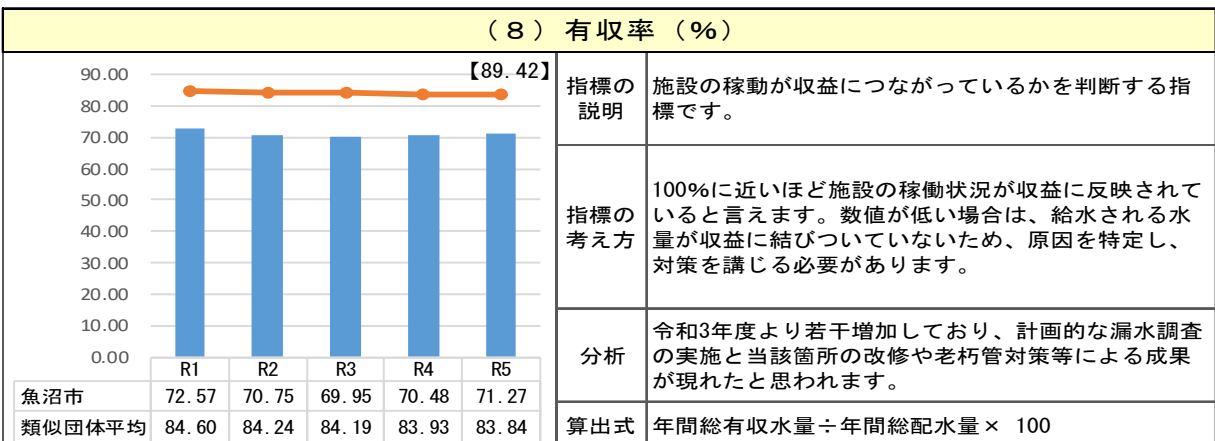 （８）有収率（％）
【89.42】
90.00
80.00
70.00
60.00
50.00
40.00
30.00
20.00
10.00
0.00
R1 R2 R3 R4 R5
魚沼市 72.57 70.75 69.95 70.48 71.27
類似団体平均 84.60 84.24 84.19 83.93 83.84
指標の
説明
施設の稼動が収益につながっているかを判断する指
標です。
指標の
考え方
100％に近いほど施設の稼働状況が収益に反映されて
いると言えます。数値が低い場合は、給水される水
量が収益に結びついていないため、原因を特定し、
対策を講じる必要があります。
分析
令和3年度より若干増加しており、計画的な漏水調査
の実施と当該箇所の改修や老朽管対策等による成果
が現れたと思われます。
算出式
年間総有収水量÷年間総配水量× 100